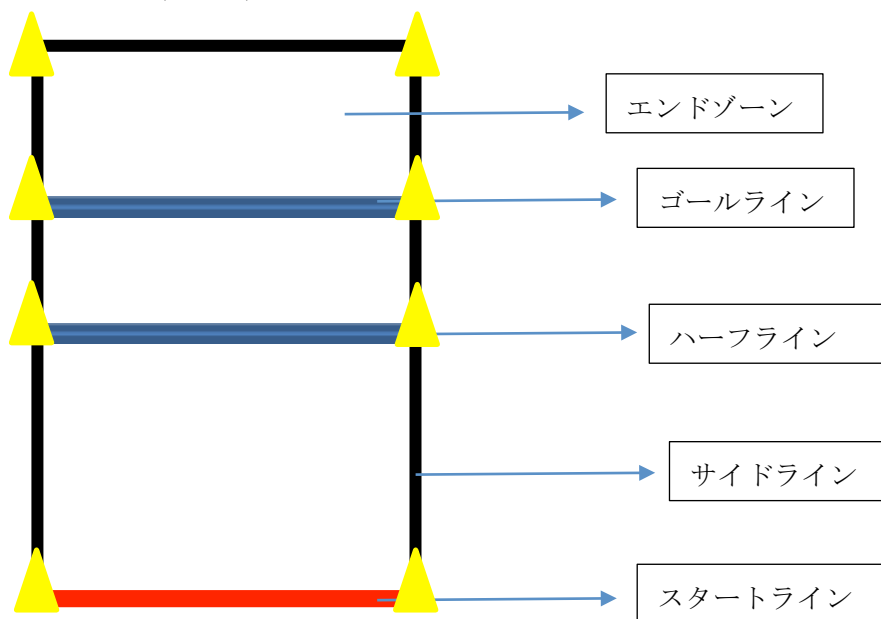 エンドゾーン
ゴールライン
ハーフライン
サイドライン
スタートライン